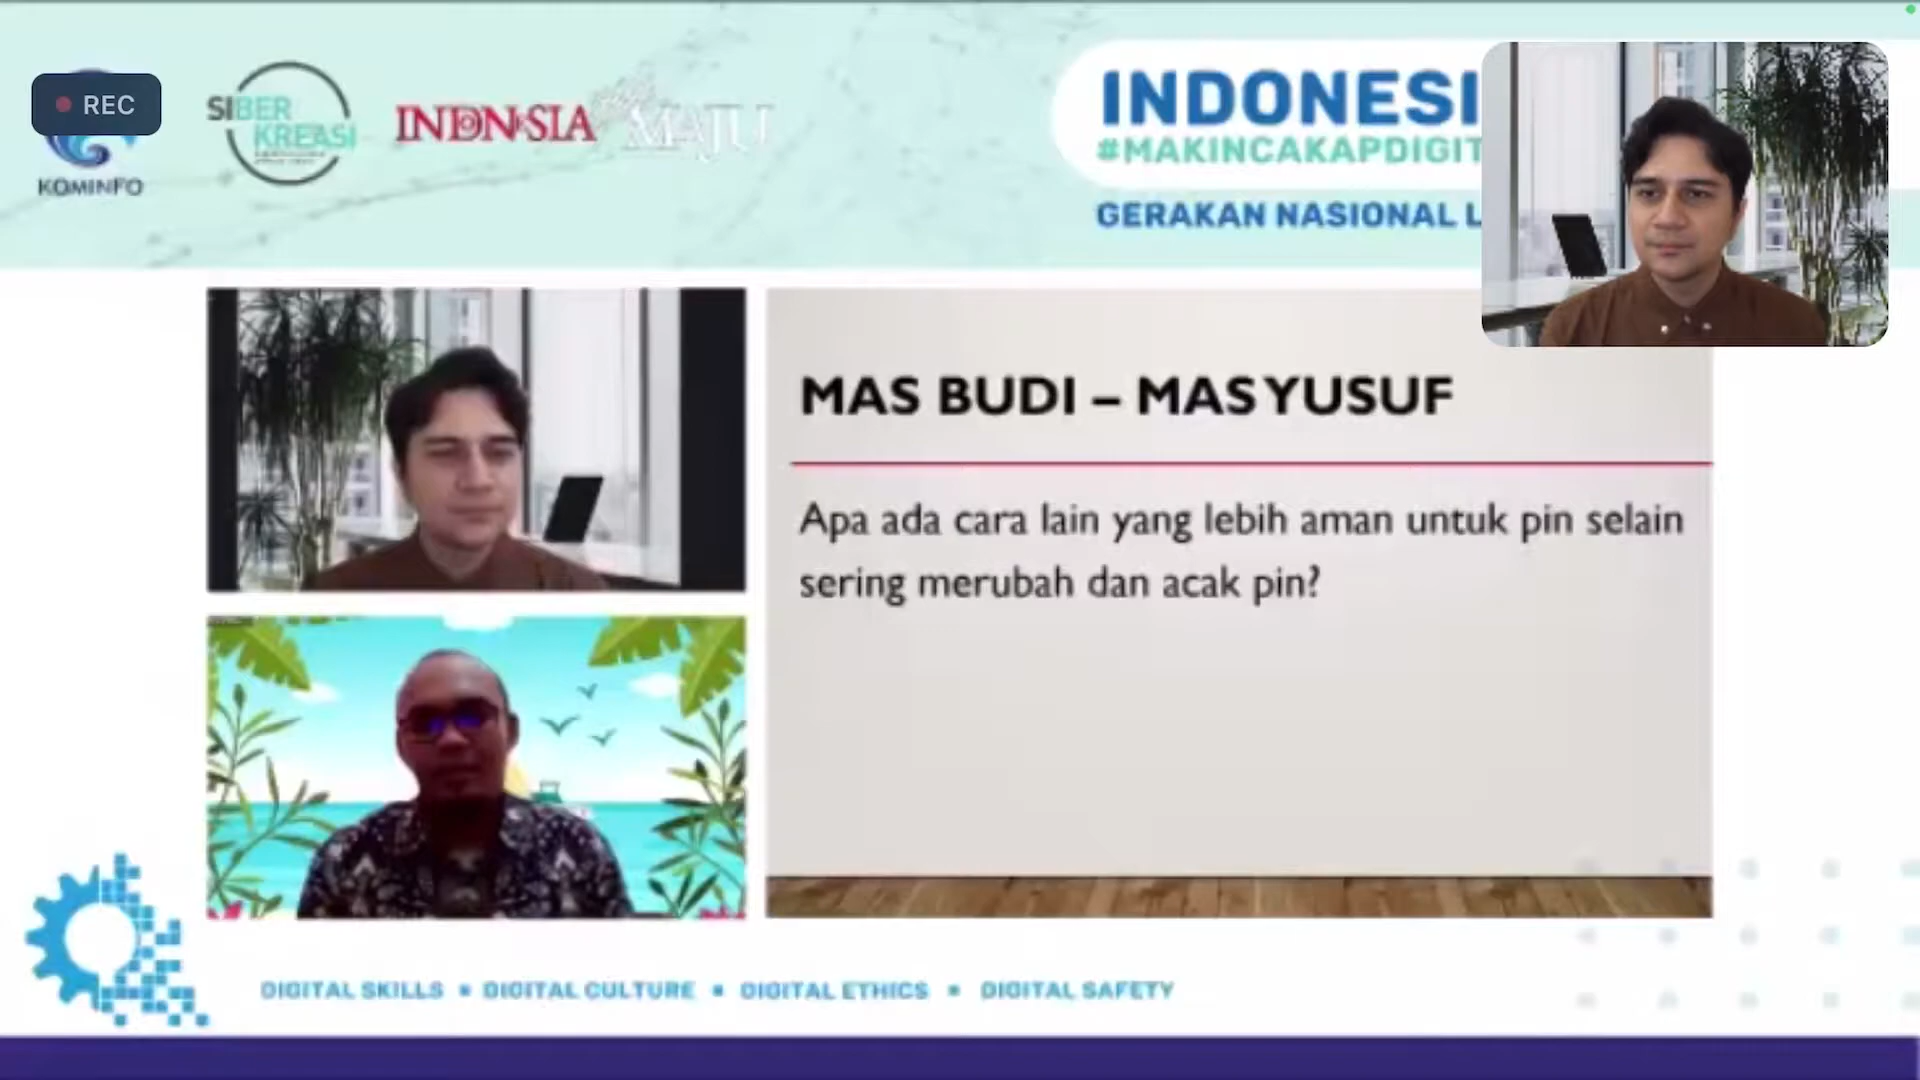 REC
KOMINFO
SIBER
KREASI
INDONESIA
MAJU
INDONESI
#MAKINCAKAPDIGIT
GERAKAN NASIONAL L
MAS BUDI – MAS YUSUF
Apa ada cara lain yang lebih aman untuk pin selain
sering merubah dan acak pin?
DIGITAL SKILLS ▪ DIGITAL CULTURE ▪ DIGITAL ETHICS ▪ DIGITAL SAFETY